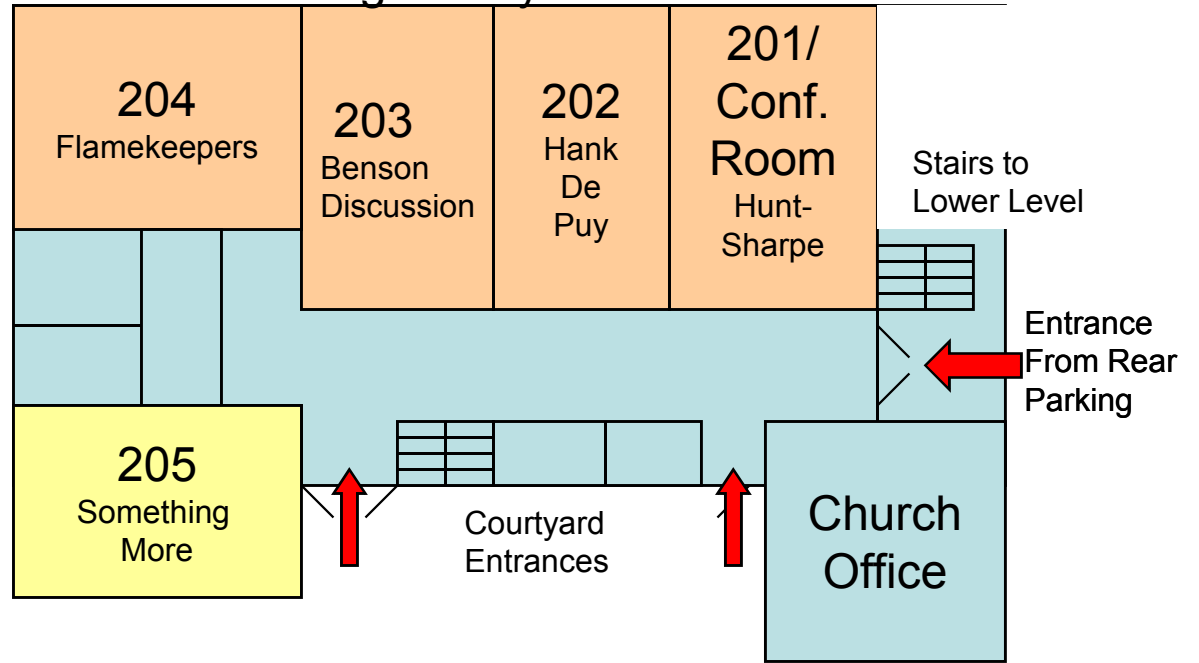 204
Flamekeepers
203
Benson
Discussion
202
Hank
De
Puy
201/
Conf.
Room
Hunt-
Sharpe
Stairs to
Lower Level
Entrance
From Rear
Parking
205
Something
More
Courtyard
Entrances
Church
Office